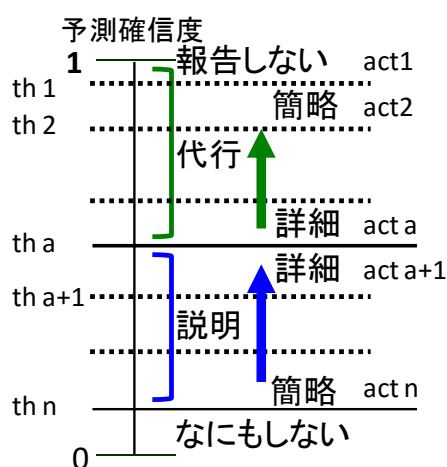 予測確信度
1 報告しない act1
th 1
簡略 act2
th 2
代行
詳細 act a
th a
詳細 act a+1
th a+1
説明
簡略 act n
th n
なにもしない
0